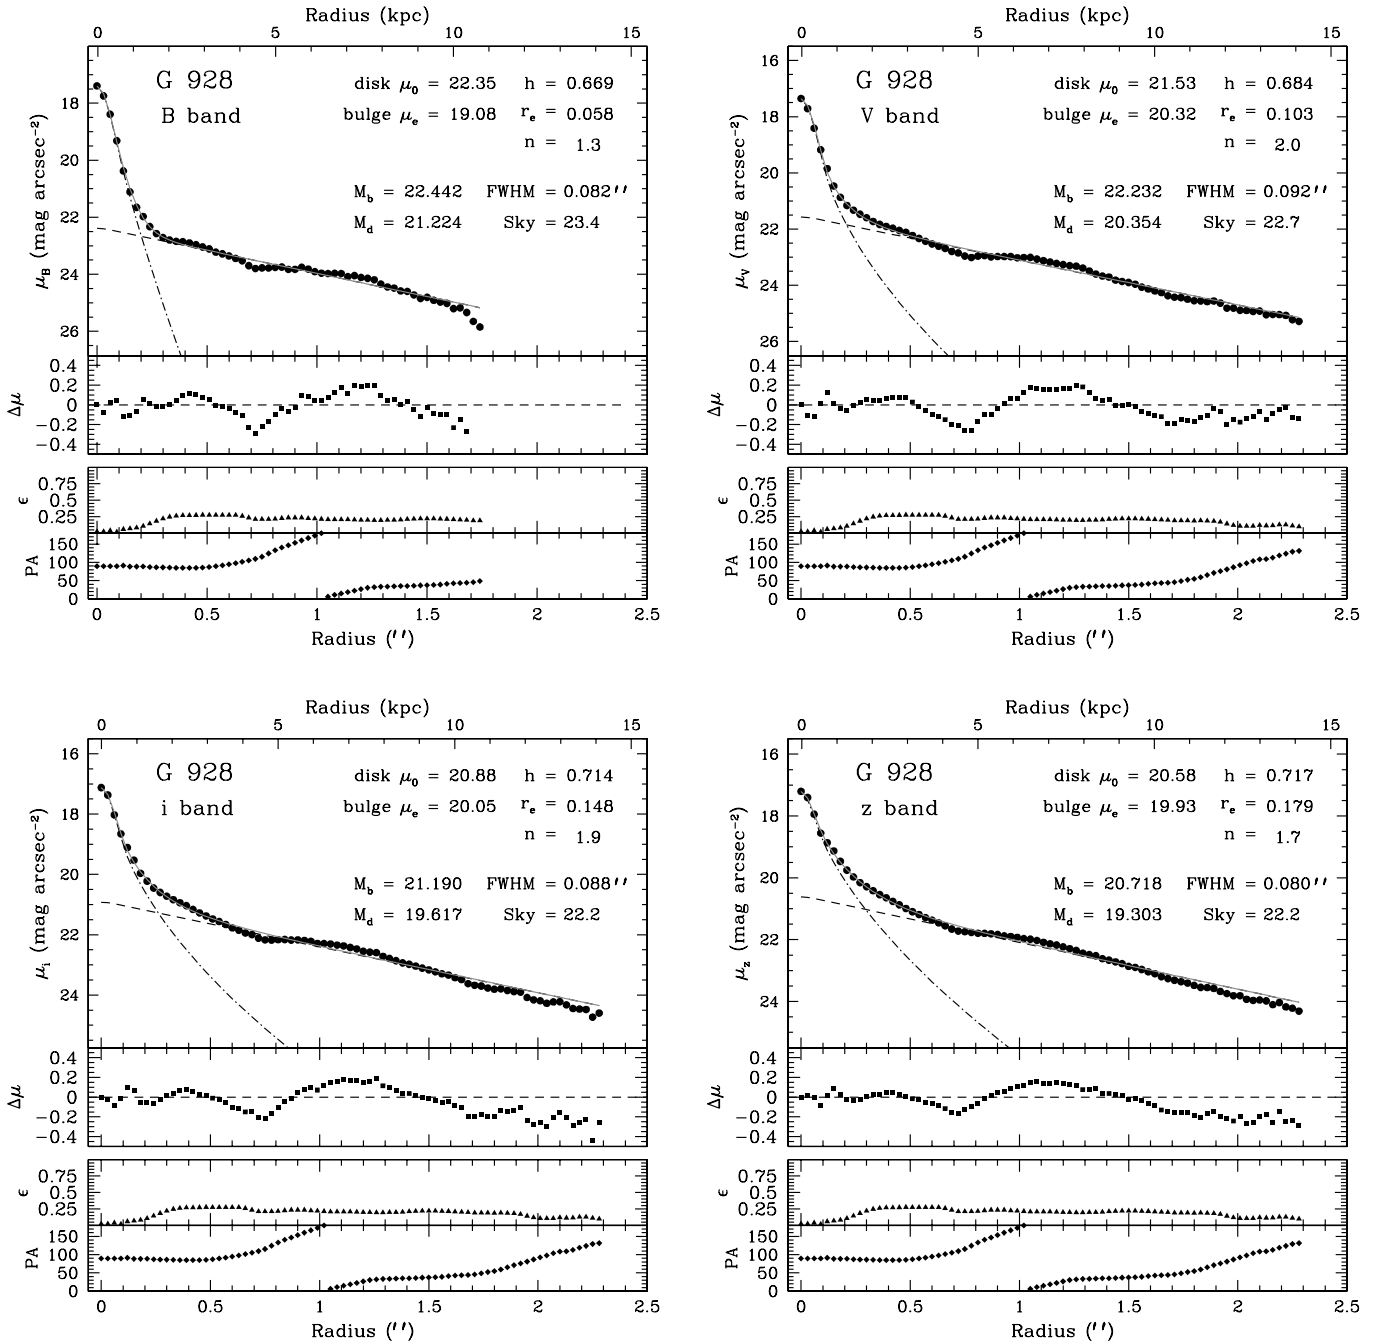 Radius (kpc)
0 5 10 15
G 928 disk μ0 = 22.35 h = 0.669
B band bulge μe = 19.08 re = 0.058
n = 1.3
Mb = 22.442 FWHM = 0.082′′
Md = 21.224 Sky = 23.4
μB (mag arcsec−2)
18
20
22
24
26
Δμ
0.4
0.2
0
−0.2
−0.4
ϵ
0.75
0.5
0.25
PA
150
100
50
0
0 0.5 1 1.5 2 2.5
Radius (′′)
Radius (kpc)
0 5 10 15
G 928 disk μ0 = 21.53 h = 0.684
V band bulge μe = 20.32 re = 0.103
n = 2.0
Mb = 22.232 FWHM = 0.092′′
Md = 20.354 Sky = 22.7
μV (mag arcsec−2)
16
18
20
22
24
26
Δμ
0.4
0.2
0
−0.2
−0.4
ϵ
0.75
0.5
0.25
PA
150
100
50
0
0 0.5 1 1.5 2 2.5
Radius (′′)
Radius (kpc)
0 5 10 15
G 928 disk μ0 = 20.88 h = 0.714
i band bulge μe = 20.05 re = 0.148
n = 1.9
Mb = 21.190 FWHM = 0.088′′
Md = 19.617 Sky = 22.2
μi (mag arcsec−2)
16
18
20
22
24
Δμ
0.4
0.2
0
−0.2
−0.4
ϵ
0.75
0.5
0.25
PA
150
100
50
0
0 0.5 1 1.5 2 2.5
Radius (′′)
Radius (kpc)
0 5 10 15
G 928 disk μ0 = 20.58 h = 0.717
z band bulge μe = 19.93 re = 0.179
n = 1.7
Mb = 20.718 FWHM = 0.080′′
Md = 19.303 Sky = 22.2
μz (mag arcsec−2)
16
18
20
22
24
Δμ
0.4
0.2
0
−0.2
−0.4
ϵ
0.75
0.5
0.25
PA
150
100
50
0
0 0.5 1 1.5 2 2.5
Radius (′′)